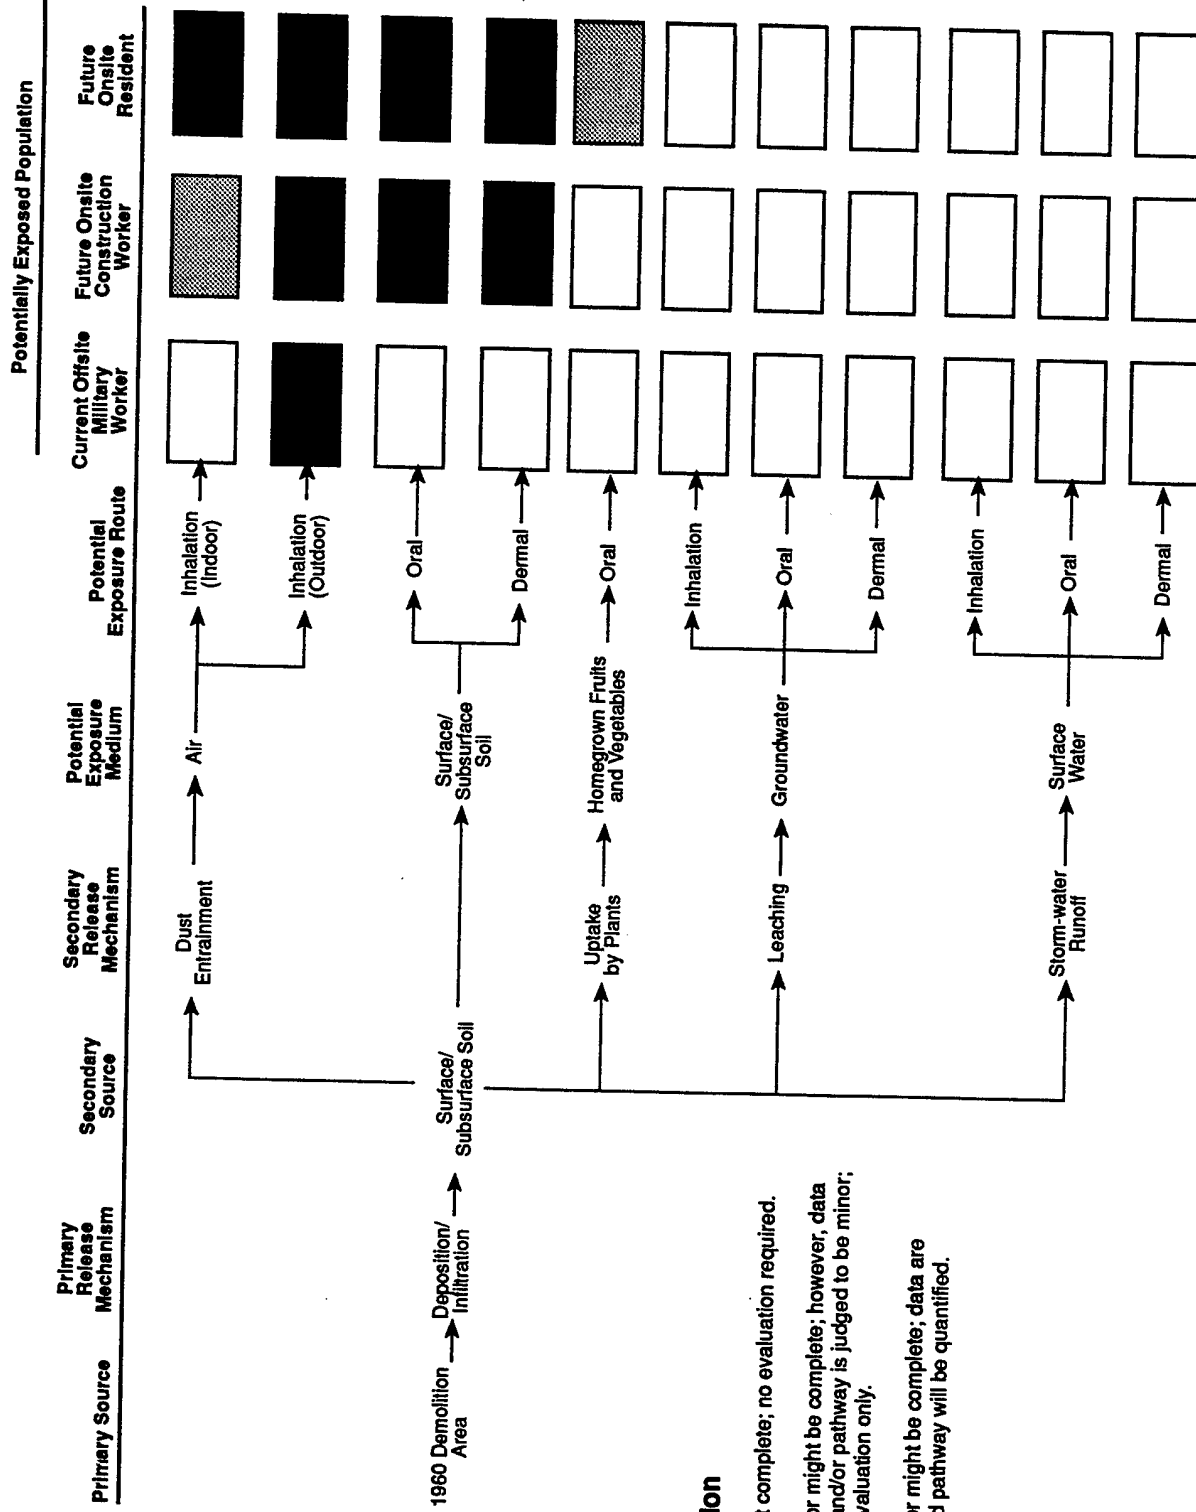 Potentially Exposed Population
Primary Source
Primary
Release
Mechanism
Secondary
Source
Secondary
Release
Mechanism
Potential
Exposure
Medium
Potential
Exposure Route
Current Offsite
Military
Worker
Future Onsite
Construction
Worker
Future
Onsite
Resident
Dust
Entrainment
Air
Inhalation
(Indoor)
Inhalation
(Outdoor)
1960 Demolition
Area
Deposition/
Infiltration
Surface/
Subsurface Soil
Surface/
Subsurface
Soil
Oral
Dermal
Uptake
by Plants
Homegrown Fruits
and Vegetables
Oral
Leaching
Groundwater
Inhalation
Oral
Dermal
Storm-water
Runoff
Surface
Water
Inhalation
Oral
Dermal
complete; no evaluation required.
or might be complete; however, data
and/or pathway is judged to be minor;
only.
or might be complete; data are
pathway will be quantified.